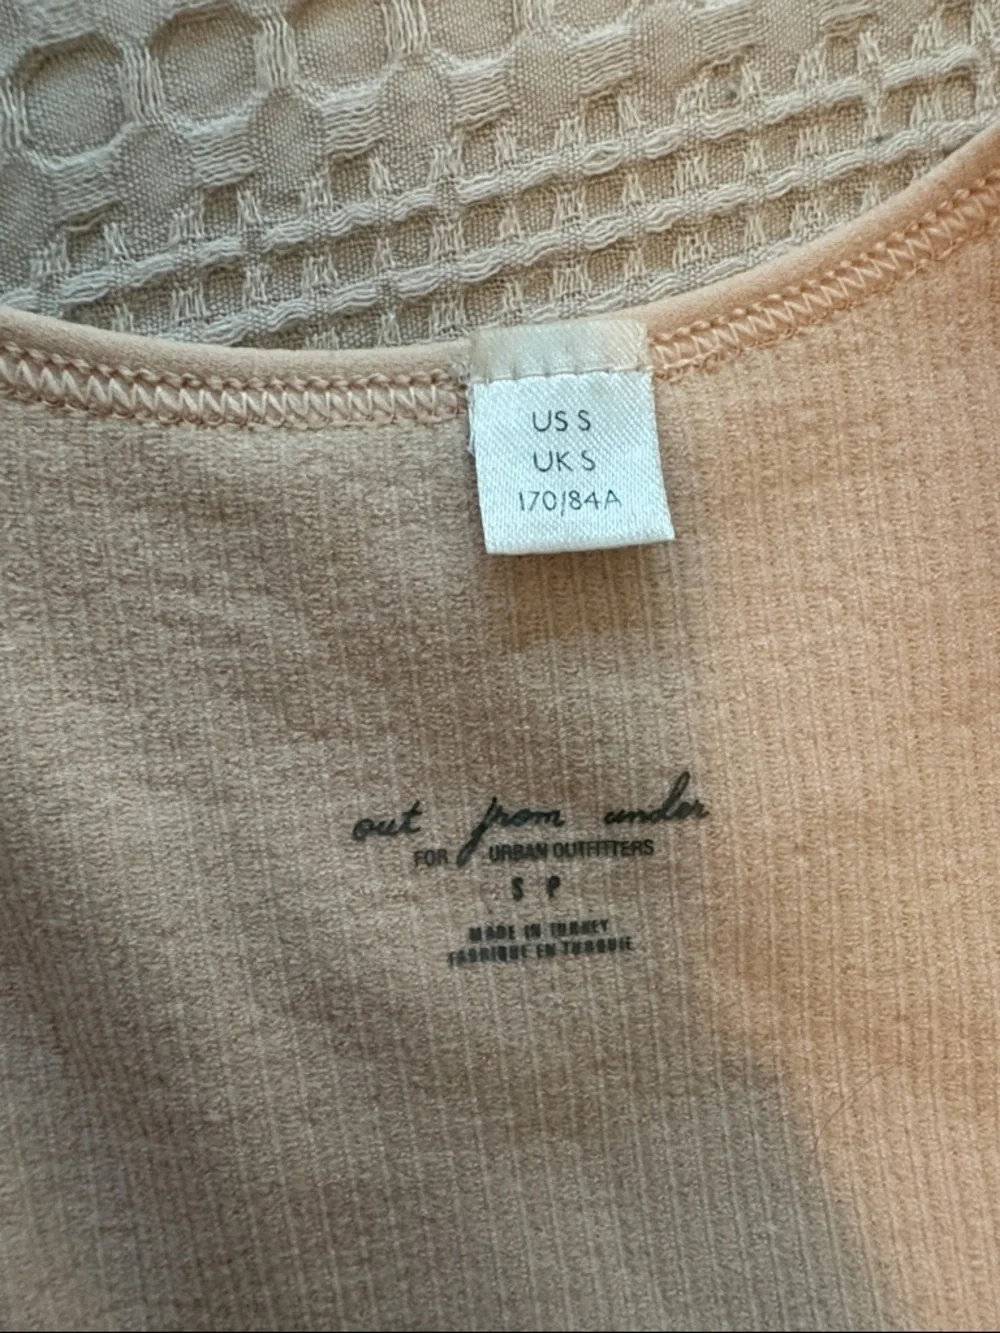 US S
UK S
170/84A
out from under
FOR URBAN OUTFITTERS
S P
MADE IN TURKEY
FABRIQUE EN TURQUIE